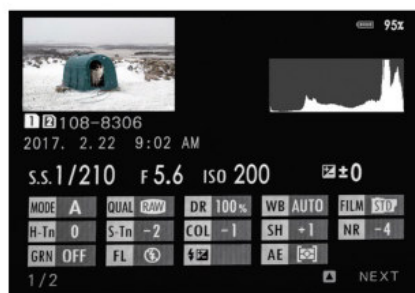 95%
1 2 108-8306
2017. 2.22 9:02 AM
S.S. 1/210 F 5.6 ISO 200 ±0
MODE A QUAL RAW DR 100% WB AUTO FILM STD
H-Tn 0 S-Tn -2 COL -1 SH +1 NR -4
GRN OFF FL AE
1/2 NEXT